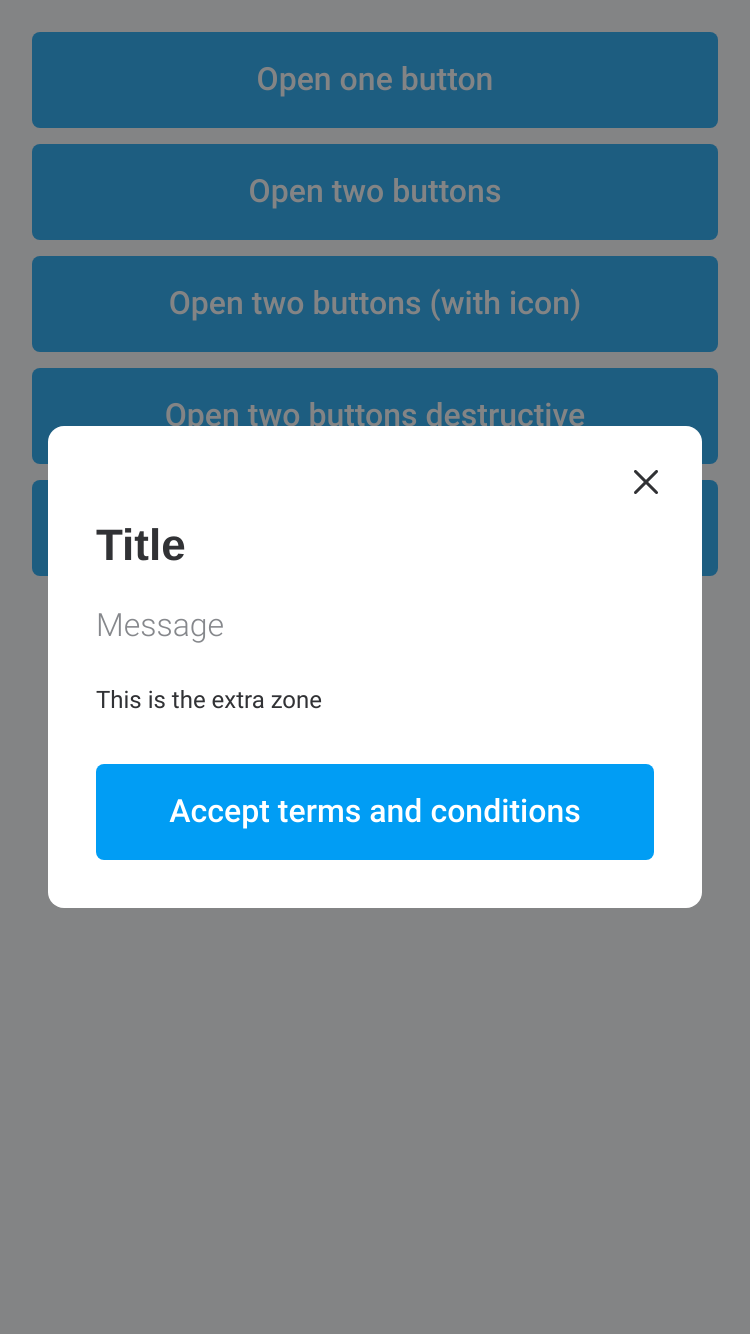 Open one button
Open two buttons
Open two buttons (with icon)
Open two buttons destructive
Title
Message
This is the extra zone
Accept terms and conditions